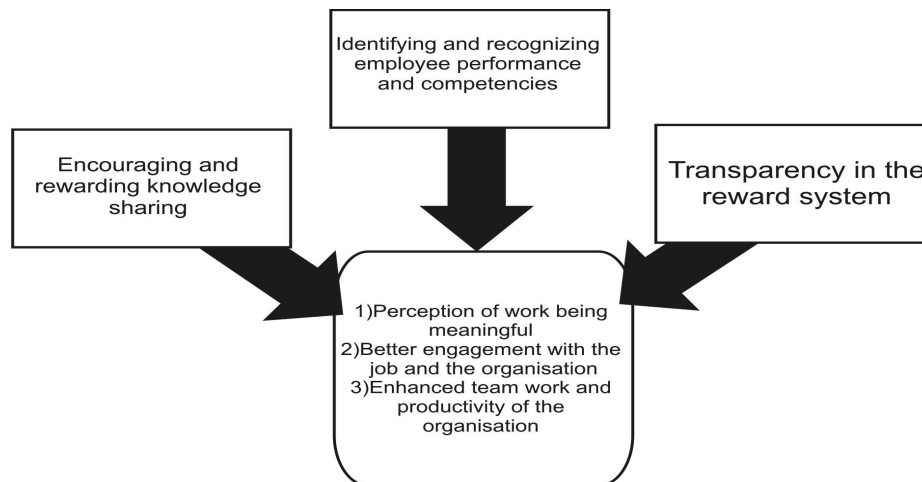 Identifying and recognizing
employee performance
and competencies
Encouraging and
rewarding knowledge
sharing
Transparency in the
reward system
1)Perception of work being
meaningful
2)Better engagement with the
job and the organisation
3)Enhanced team work and
productivity of the
organisation